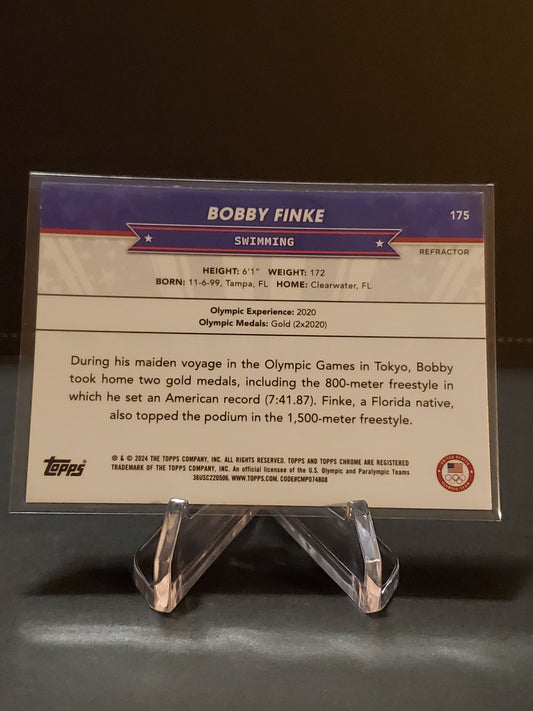 BOBBY FINKE
175
SWIMMING
REFRACTOR
HEIGHT: 6'1" WEIGHT: 172
BORN: 11-6-99, Tampa, FL HOME: Clearwater, FL
Olympic Experience: 2020
Olympic Medals: Gold (2x2020)
During his maiden voyage in the Olympic Games in Tokyo, Bobby
took home two gold medals, including the 800-meter freestyle in
which he set an American record (7:41.87). Finke, a Florida native,
also topped the podium in the 1,500-meter freestyle.
topps
® & © 2024 THE TOPPS COMPANY, INC. ALL RIGHTS RESERVED. TOPPS AND TOPPS CHROME ARE REGISTERED
TRADEMARK OF THE TOPPS COMPANY, INC. An official licensee of the U.S. Olympic and Paralympic Teams
36USC220506. WWW.TOPPS.COM. CODE#CMP074808